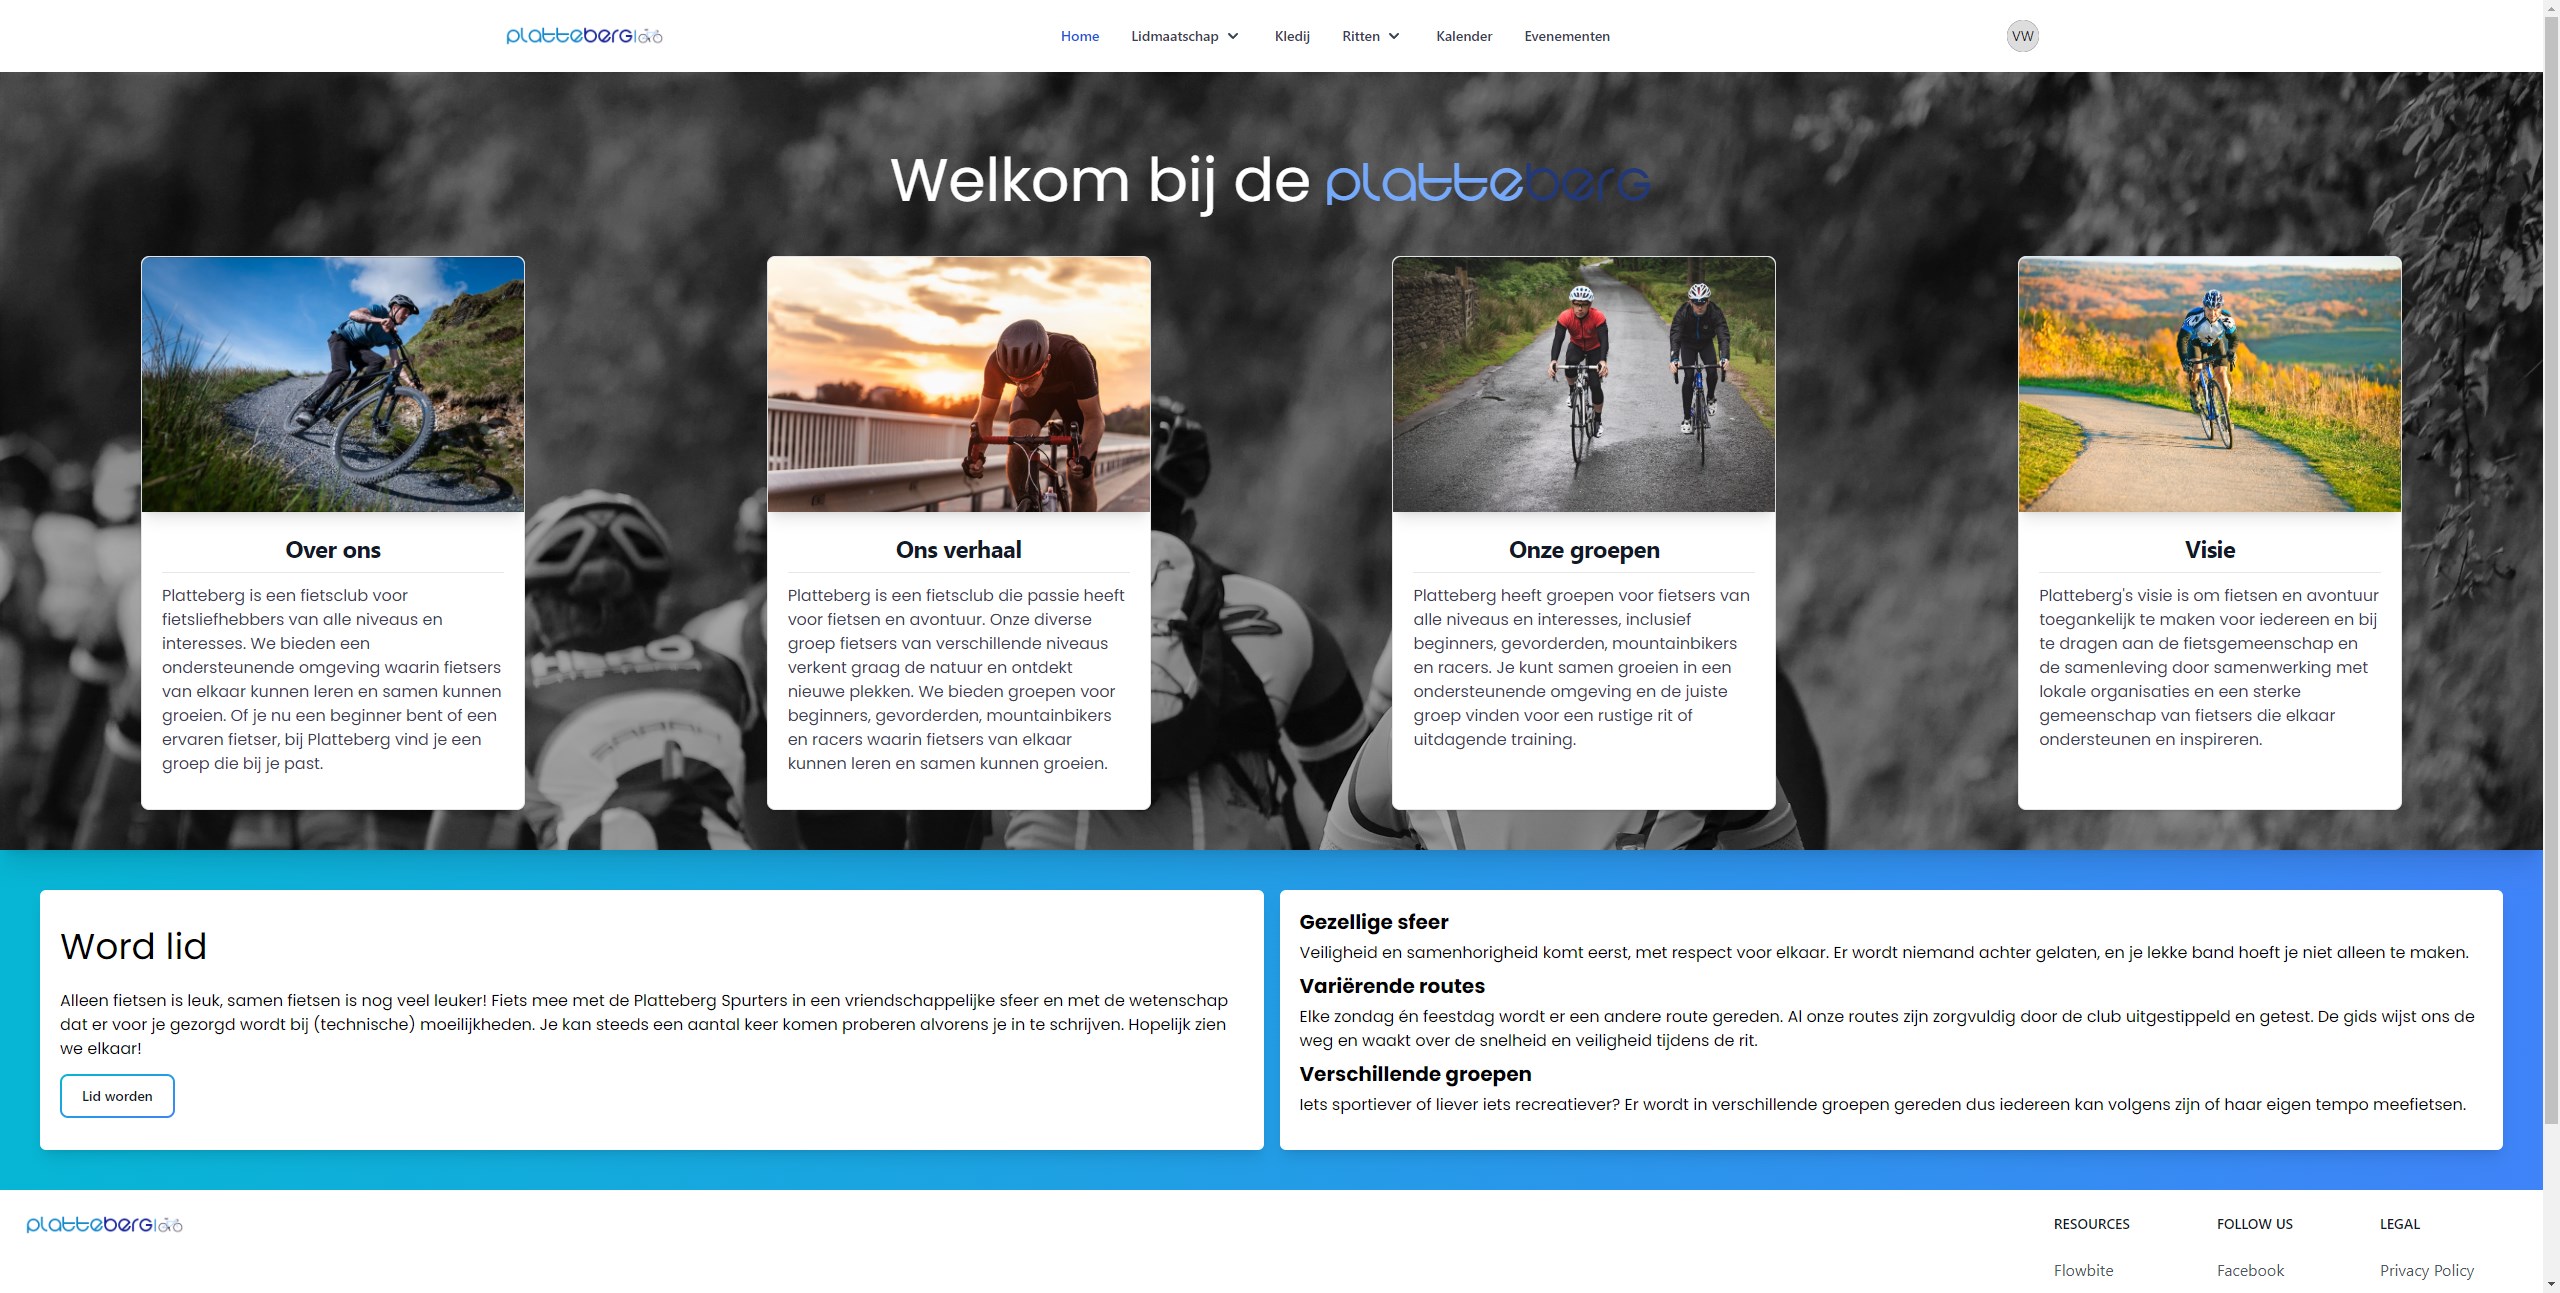 platteberg
Home Lidmaatschap Kledij Ritten Kalender Evenementen
VW
Welkom bij de platteberg
Over ons
Platteberg is een fietsclub voor
fietsliefhebbers van alle niveaus en
interesses. We bieden een
ondersteunende omgeving waarin fietsers
van elkaar kunnen leren en samen kunnen
groeien. Of je nu een beginner bent of een
ervaren fietser, bij Platteberg vind je een
groep die bij je past.
Ons verhaal
Platteberg is een fietsclub die passie heeft
voor fietsen en avontuur. Onze diverse
groep fietsers van verschillende niveaus
verkent graag de natuur en ontdekt
nieuwe plekken. We bieden groepen voor
beginners, gevorderden, mountainbikers
en racers waarin fietsers van elkaar
kunnen leren en samen kunnen groeien.
Onze groepen
Platteberg heeft groepen voor fietsers van
alle niveaus en interesses, inclusief
beginners, gevorderden, mountainbikers
en racers. Je kunt samen groeien in een
ondersteunende omgeving en de juiste
groep vinden voor een rustige rit of
uitdagende training.
Visie
Platteberg's visie is om fietsen en avontuur
toegankelijk te maken voor iedereen en bij
te dragen aan de fietsgemeenschap en
de samenleving door samenwerking met
lokale organisaties en een sterke
gemeenschap van fietsers die elkaar
ondersteunen en inspireren.
Word lid
Alleen fietsen is leuk, samen fietsen is nog veel leuker! Fiets mee met de Platteberg Spurters in een vriendschappelijke sfeer en met de wetenschap
dat er voor je gezorgd wordt bij (technische) moeilijkheden. Je kan steeds een aantal keer komen proberen alvorens je in te schrijven. Hopelijk zien
we elkaar!
Lid worden
Gezellige sfeer
Veiligheid en samenhorigheid komt eerst, met respect voor elkaar. Er wordt niemand achter gelaten, en je lekke band hoeft je niet alleen te maken.
Variërende routes
Elke zondag én feestdag wordt er een andere route gereden. Al onze routes zijn zorgvuldig door de club uitgestippeld en getest. De gids wijst ons de
weg en waakt over de snelheid en veiligheid tijdens de rit.
Verschillende groepen
Iets sportiever of liever iets recreatiever? Er wordt in verschillende groepen gereden dus iedereen kan volgens zijn of haar eigen tempo meefietsen.
platteberg
RESOURCES
Flowbite
FOLLOW US
Facebook
LEGAL
Privacy Policy